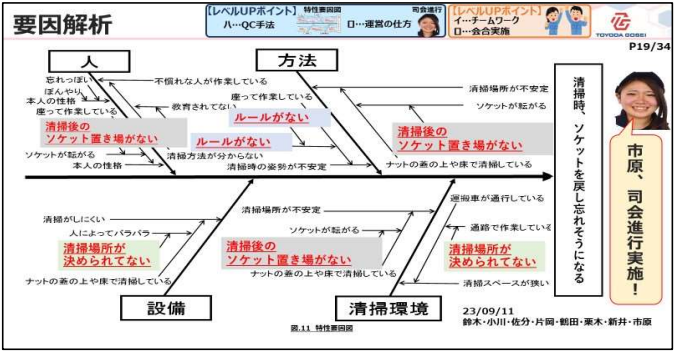 要因解析
【レベルUPポイント】
特性要因図
司会進行
ハ…QC手法
ロ…運営の仕方
【レベルUPポイント】
イ…チームワーク
ロ…会合実施
TOYODA GOSEI
P19/34
人
忘れっぽい
ぼんやり
本人の性格
座って作業している
不慣れな人が作業している
教育されてない
清掃後の
ソケット置き場がない
ルールがない
ソケットが転がる
清掃方法が分からない
本人の性格
方法
座って作業している
ルールがない
清掃時の姿勢が不安定
清掃場所が不安定
ソケットが転がる
清掃後の
ソケット置き場がない
ナットの蓋の上や床で清掃している
清掃時、ソケットを戻し忘れそうになる
市原、司会進行実施!
清掃がしにくい
人によってバラバラ
清掃場所が
決められてない
ナットの蓋の上や床で清掃している
設備
清掃場所が不安定
ソケットが転がる
清掃後の
ソケット置き場がない
ナットの蓋の上や床で清掃している
運搬車が通行している
通路で作業している
清掃場所が
決められてない
清掃スペースが狭い
清掃環境
図.11 特性要因図
23/09/11
鈴木・小川・佐分・片岡・鶴田・栗木・新井・市原